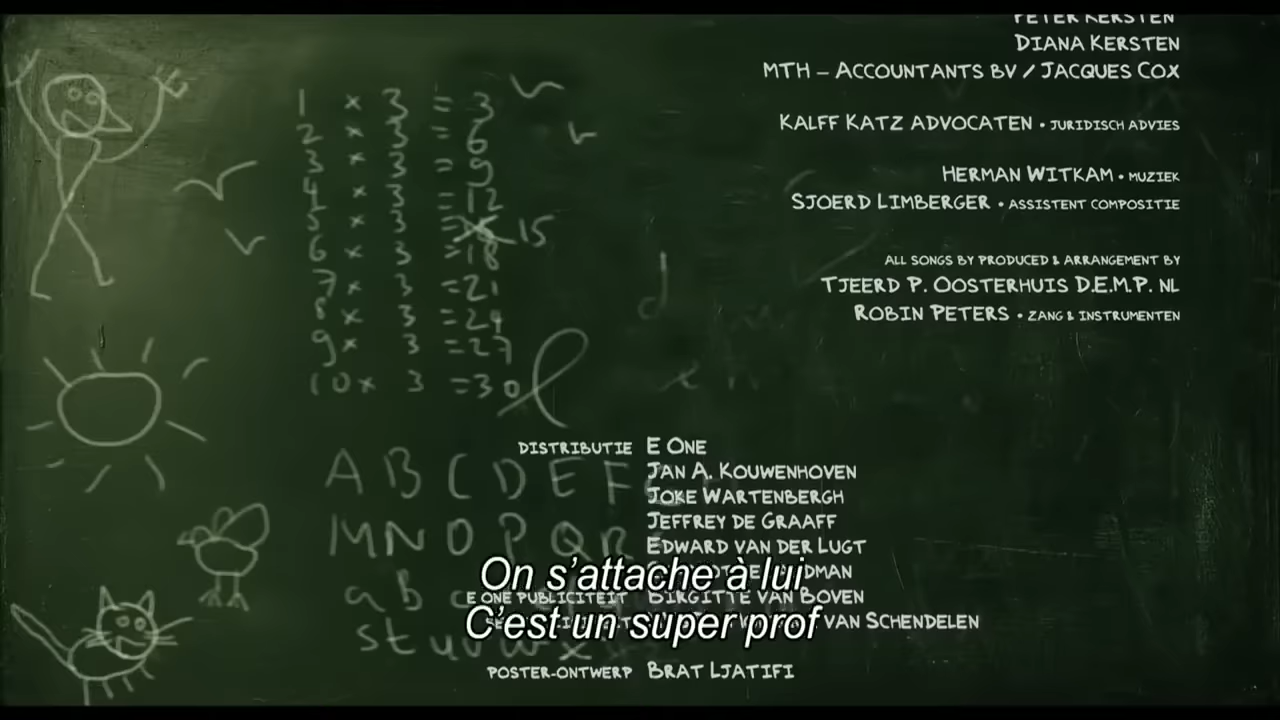 PETER KERSTEN
DIANA KERSTEN
MTH – ACCOUNTANTS BV / JACQUES COX
KALFF KATZ ADVOCATEN • JURIDISCH ADVIES
HERMAN WITKAM • MUZIEK
SJOERD LIMBERGER • ASSISTENT COMPOSITIE
ALL SONGS BY PRODUCED & ARRANGEMENT BY
TJEERD P. OOSTERHUIS D.E.M.P. NL
ROBIN PETERS • ZANG & INSTRUMENTEN
1 x 3 = 3
2 x 3 = 6
3 x 3 = 9
4 x 3 = 12
5 x 3 = 15
6 x 3 = 18
7 x 3 = 21
8 x 3 = 24
9 x 3 = 27
10 x 3 = 30
DISTRIBUTIE E ONE
JAN A. KOUWENHOVEN
JOKE WARTENBERGH
JEFFREY DE GRAAFF
EDWARD VAN DER LUGT
E ONE PUBLICITEIT BIRGITTE VAN BOVEN
VAN SCHENDELEN
POSTER-ONTWERP BRAT LJATIFI
A B C D E F
M N O P Q R
a b c
s t u v w x
On s'attache à lui
C'est un super prof